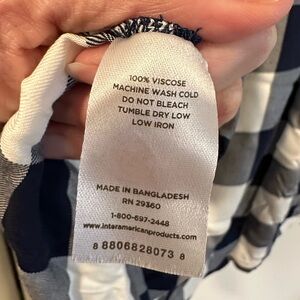 100% VISCOSE
MACHINE WASH COLD
DO NOT BLEACH
TUMBLE DRY LOW
LOW IRON
MADE IN BANGLADESH
RN 29360
1-800-697-2448
www.interamericanproducts.com
8 8806828073 8